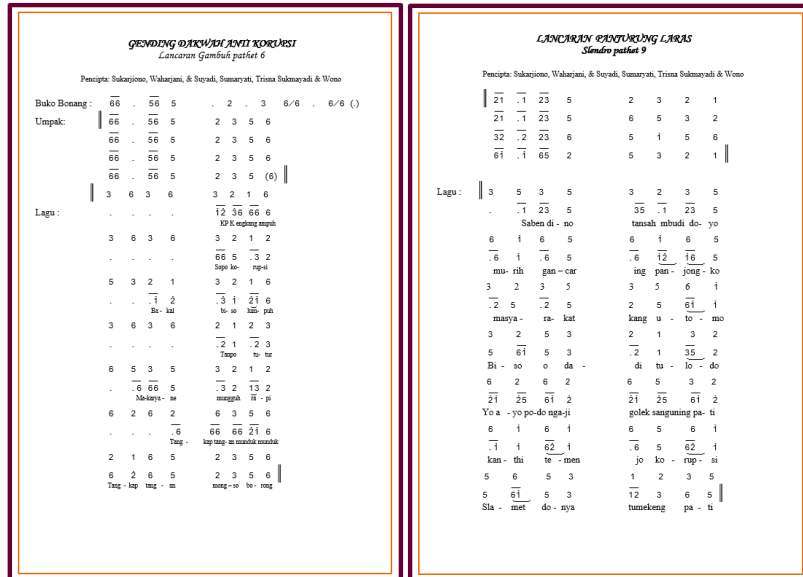 GENDING DAKWAH ANTI KORUPSI
Lancaran Gambuh pathet 6
Pencipta: Sukarjiono, Waharjani, & Suyadi, Sumaryati, Trisna Sukmayadi & Wono
Buko Bonang : 66 . 56 5 . 2 . 3 6/6 . 6/6 (.)
Umpak: 66 . 56 5 2 3 5 6
66 . 56 5 2 3 5 6
66 . 56 5 2 3 5 6
66 . 56 5 2 3 5 (6)
3 6 3 6 3 2 1 6
Lagu : . . . . 12 36 66 6
KP K engkang ampuh
3 6 3 6 3 2 1 2
. . . . 66 5 .3 2
Sopo ko- rup-si
5 3 2 1 3 2 1 6
. . .1 2 .3 1 21 6
Ba - kal bi - so lum- puh
3 6 3 6 2 1 2 3
. . . . .2 1 .2 3
Tanpo tu- tur
6 5 3 5 3 2 1 2
. .6 66 5 .3 2 13 2
Ma-karya - ne mungguh ra - pi
6 2 6 2 6 3 5 6
. . . .6 66 66 21 6
Tang - kap tang- an munduk munduk
2 1 6 5 2 3 5 6
6 2 6 5 2 3 5 6
Tang - kap tang - an mong - so bo - rong
LANCARAN PANTURUNG LARAS
Slendro pathet 9
Pencipta: Sukarjiono, Waharjani, & Suyadi, Sumaryati, Trisna Sukmayadi & Wono
21 .1 23 5 2 3 2 1
21 .1 23 5 6 5 3 2
32 .2 23 6 5 1 5 6
61 .1 65 2 5 3 2 1
Lagu : 3 5 3 5 3 2 3 5
. .1 23 5 35 .1 23 5
Saben di - no tansah mbudi do- yo
6 1 6 5 6 1 6 5
.6 1 .6 5 .6 12 16 5
mu- rih gan – car ing pan - jong - ko
3 2 3 5 3 5 6 1
.2 5 .2 5 2 5 61 1
masya - ra- kat kang u - to - mo
3 2 5 3 2 1 3 2
5 61 5 3 .2 1 35 2
Bi - so o da - di tu - lo - do
6 2 6 2 6 5 3 2
21 25 61 2 21 25 61 2
Yo a - yo po-do nga-ji golek sanguning pa- ti
6 1 6 1 6 5 6 1
.1 1 62 1 .6 5 62 1
kan- thi te - men jo ko - rup - si
5 6 5 3 1 2 3 5
5 61 5 3 12 3 6 5
Sla - met do - nya tumekeng pa - ti